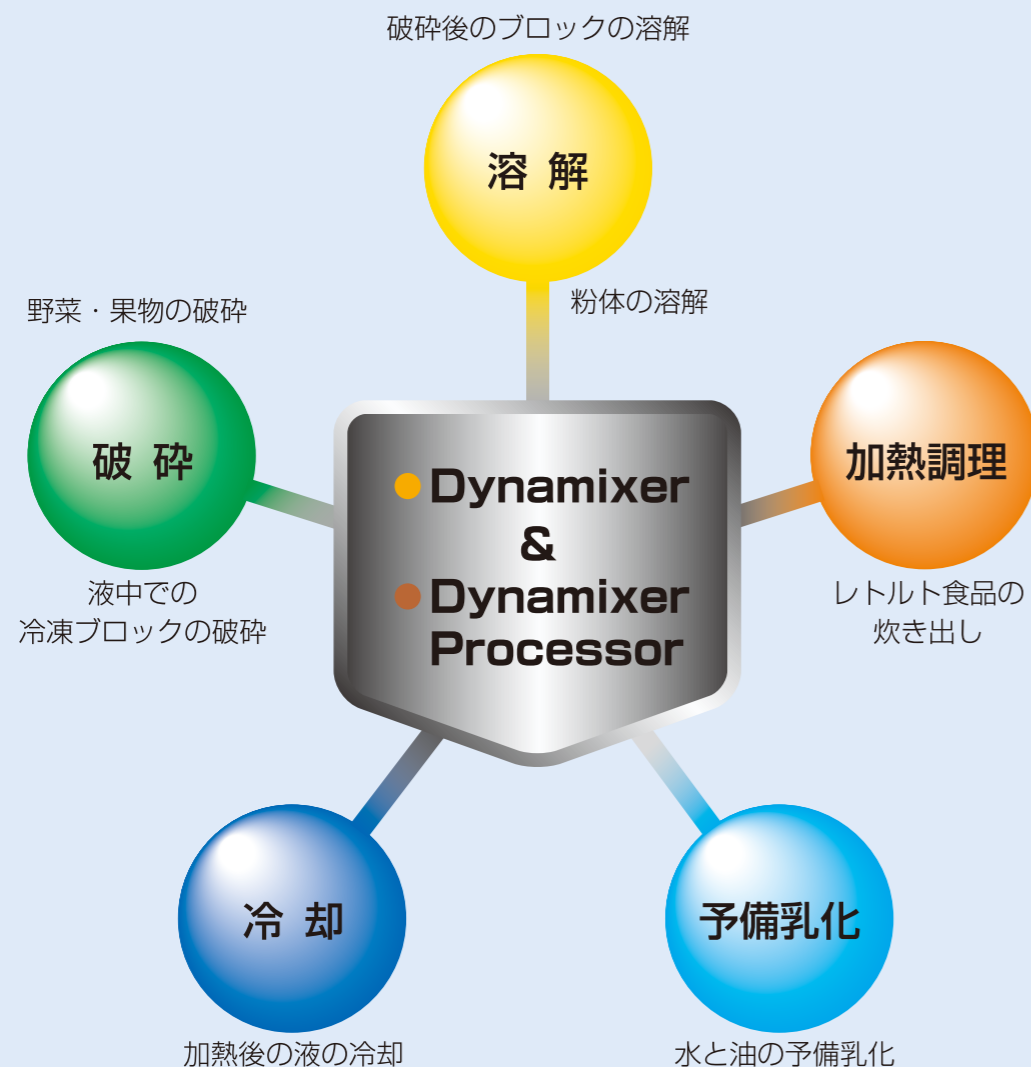 破砕後のブロックの溶解
溶 解
粉体の溶解
野菜・果物の破砕
破 砕
液中での
冷凍ブロックの破砕
● Dynamixer
&
● Dynamixer
Processor
加熱調理
レトルト食品の
炊き出し
冷 却
加熱後の液の冷却
予備乳化
水と油の予備乳化